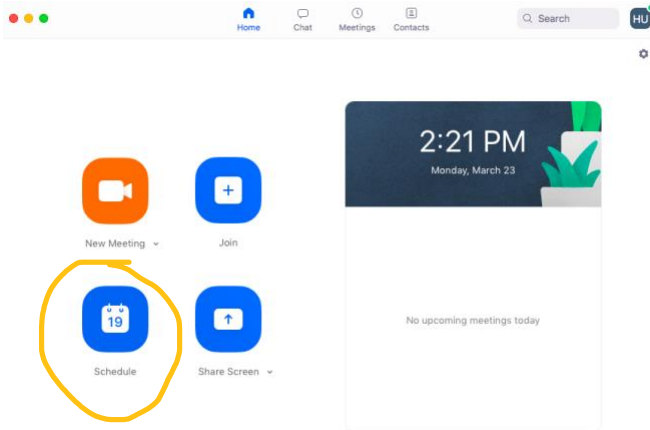 Home
Chat
Meetings
Contacts
Search
HU
2:21 PM
Monday, March 23
New Meeting
Join
19
Schedule
Share Screen
No upcoming meetings today